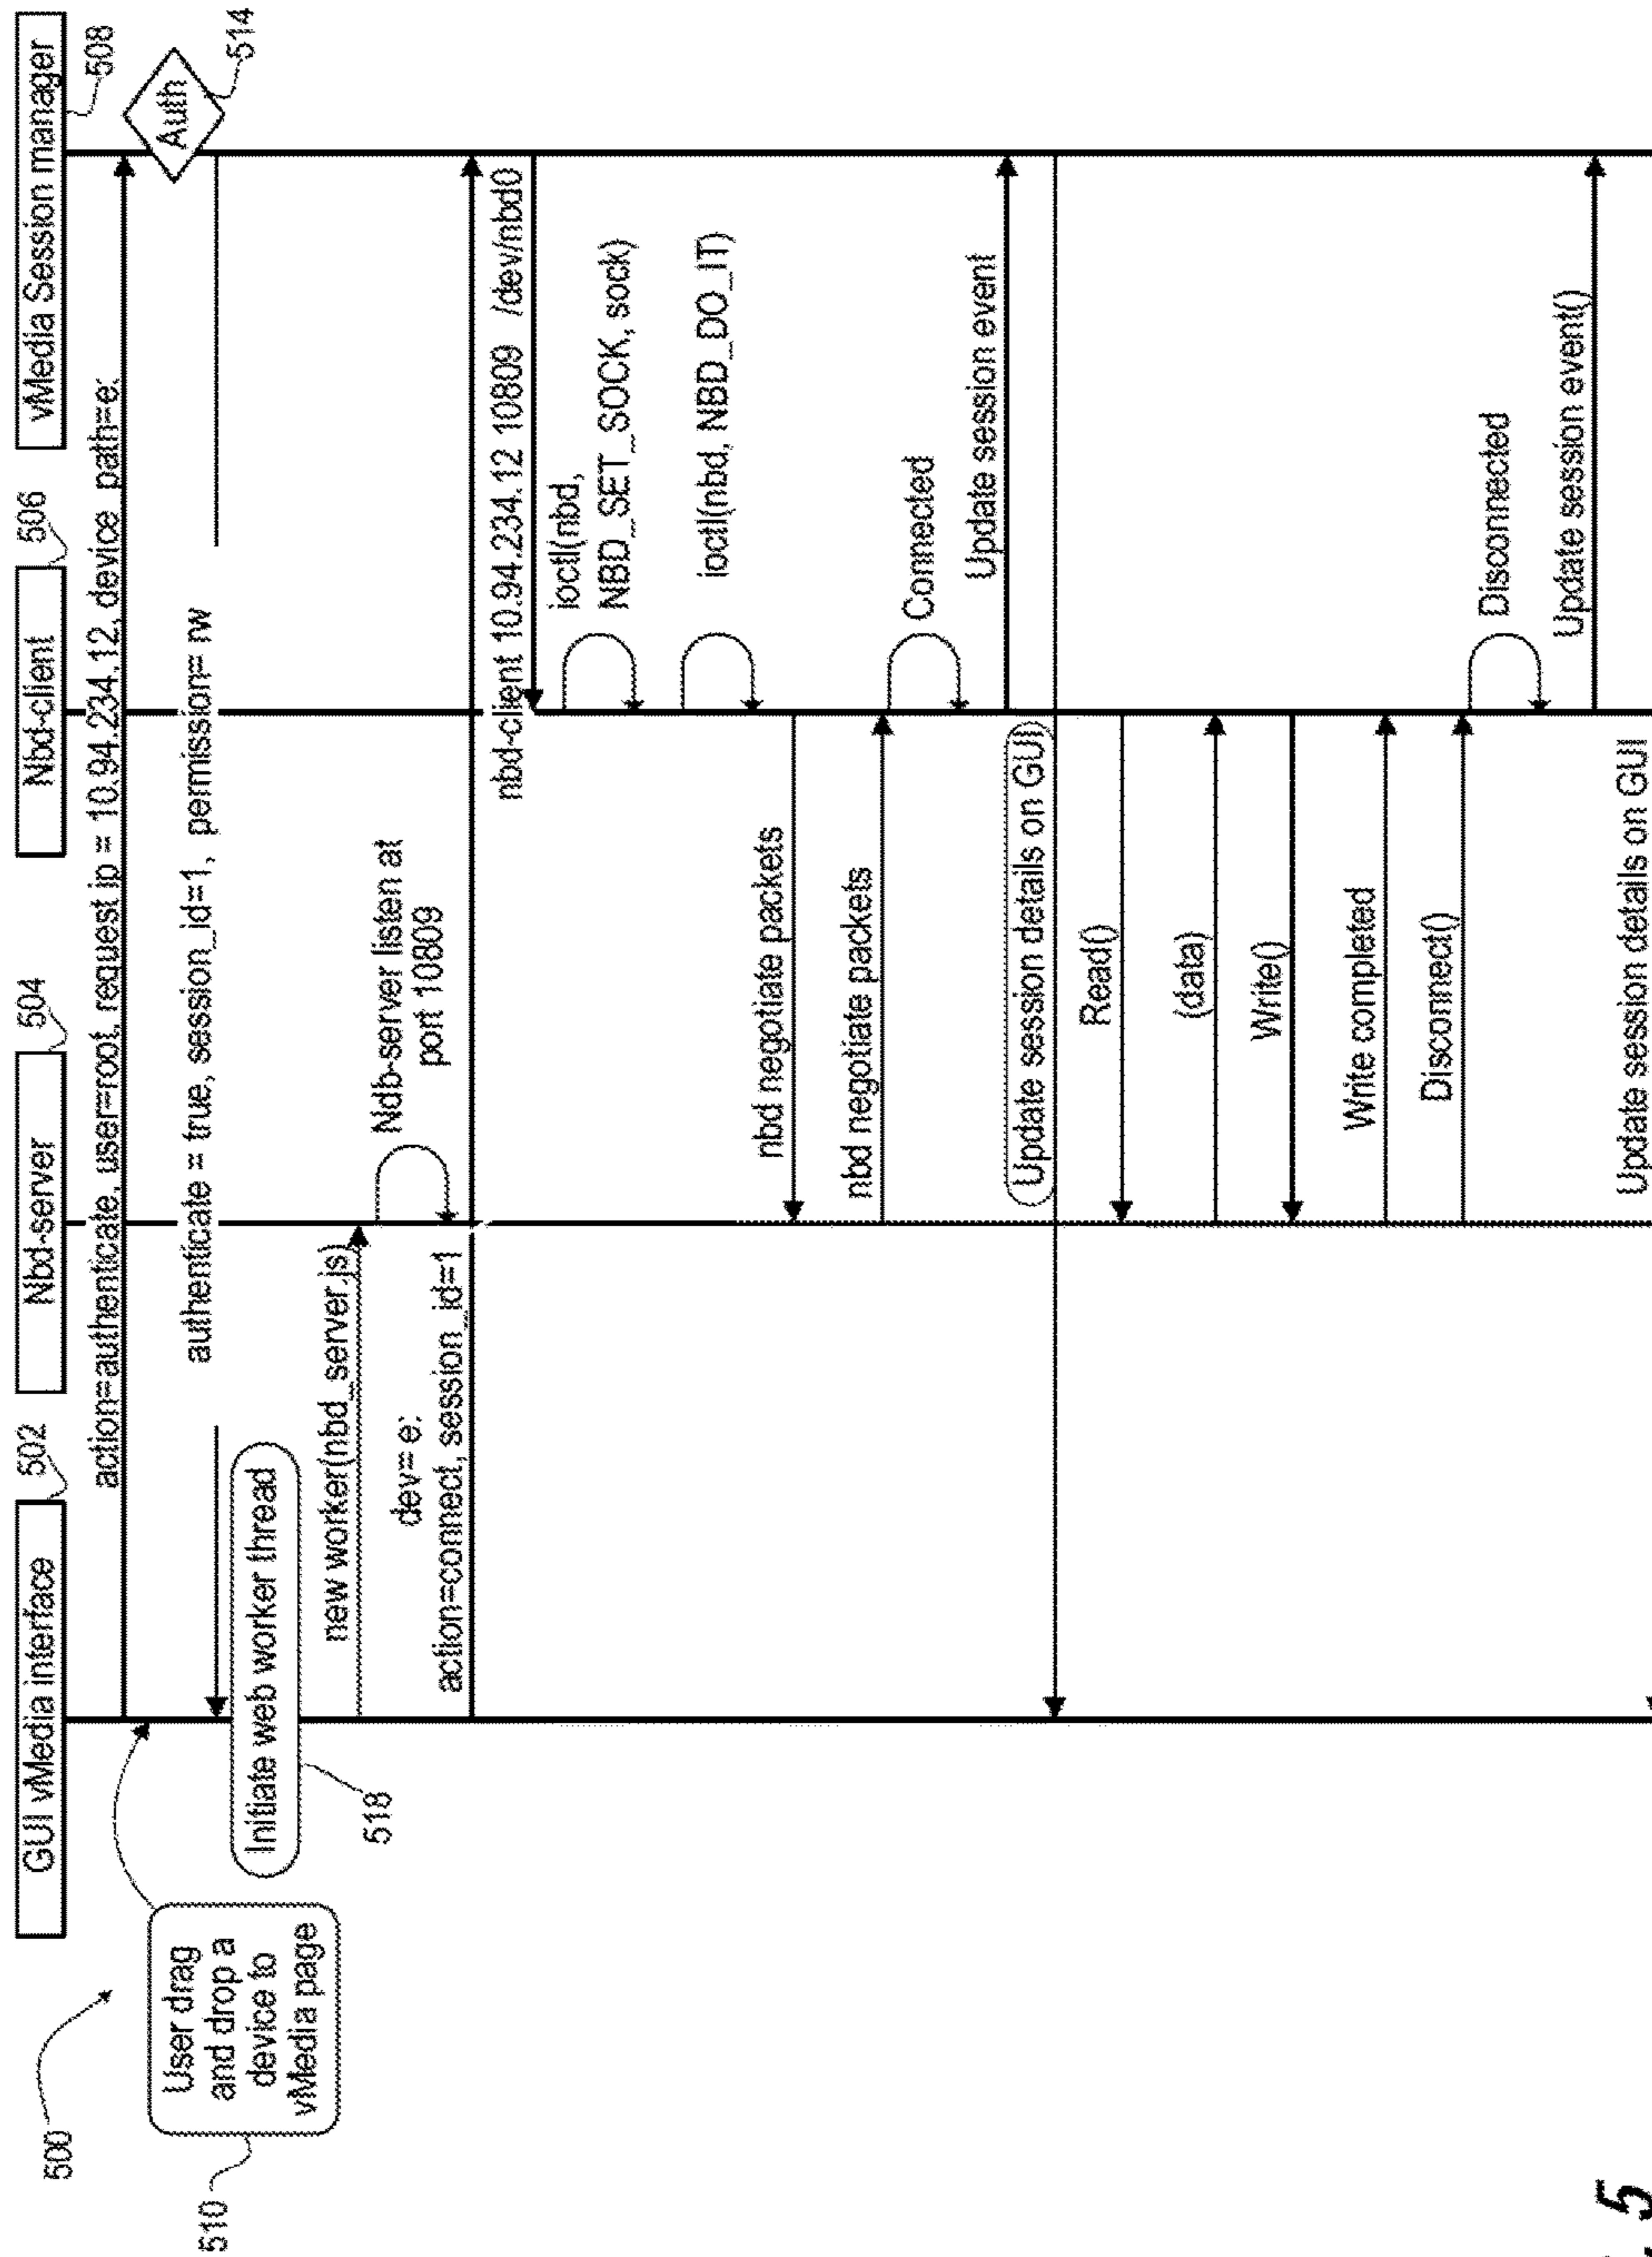 500
GUI vMedia interface
502
Nbd-server
504
Nbd-client
506
vMedia Session manager
508
510
User drag
and drop a
device to
vMedia page
action=authenticate, user=root, request ip = 10.94.234.12, device path=e:
Auth
514
authenticate = true, session_id=1, permission= rw
Initiate web worker thread
518
new worker(nbd_server.js)
Ndb-server listen at
port 10809
dev= e:
action=connect, session_id=1
nbd-client 10.94.234.12 10809 /dev/nbd0
ioctl(nbd,
NBD_SET_SOCK, sock)
ioctl(nbd, NBD_DO_IT)
nbd negotiate packets
nbd negotiate packets
Connected
Update session event
Update session details on GUI
Read()
(data)
Write()
Write completed
Disconnect()
Disconnected
Update session event()
Update session details on GUI
5